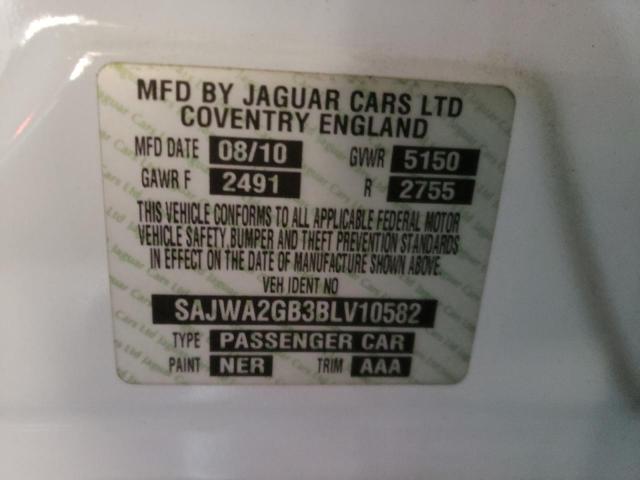 MFD BY JAGUAR CARS LTD
COVENTRY ENGLAND
MFD DATE 08/10 GVWR 5150
GAWR F 2491 R 2755
THIS VEHICLE CONFORMS TO ALL APPLICABLE FEDERAL MOTOR
VEHICLE SAFETY, BUMPER AND THEFT PREVENTION STANDARDS
IN EFFECT ON THE DATE OF MANUFACTURE SHOWN ABOVE.
VEH IDENT NO
SAJWA2GB3BLV10582
TYPE PASSENGER CAR
PAINT NER TRIM AAA